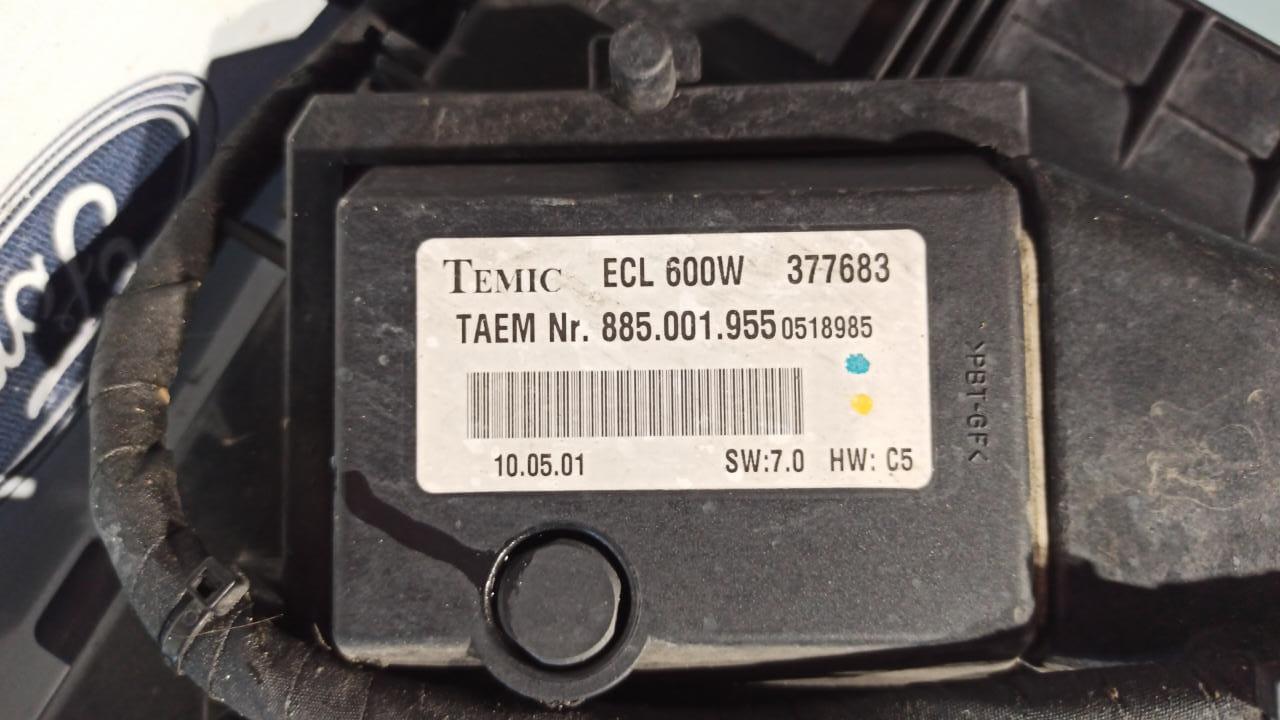 TEMIC ECL 600W 377683
TAEM Nr. 885.001.955 0518985
10.05.01 SW:7.0 HW: C5
>PBT-GF<
Ford